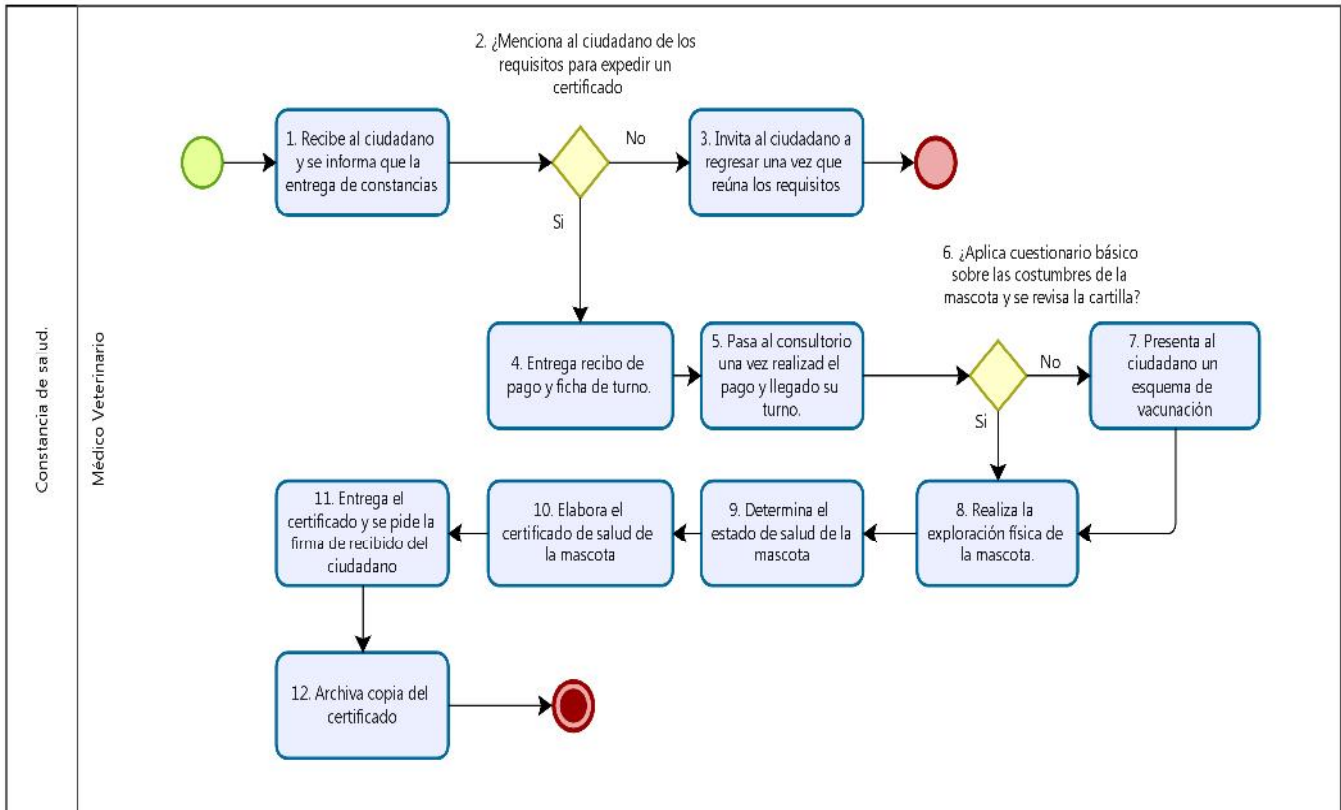 Constancia de salud.
Médico Veterinario
2. ¿Menciona al ciudadano de los
requisitos para expedir un
certificado
1. Recibe al ciudadano
y se informa que la
entrega de constancias
No
3. Invita al ciudadano a
regresar una vez que
reúna los requisitos
Si
6. ¿Aplica cuestionario básico
sobre las costumbres de la
mascota y se revisa la cartilla?
4. Entrega recibo de
pago y ficha de turno.
5. Pasa al consultorio
una vez realizad el
pago y llegado su
turno.
No
7. Presenta al
ciudadano un
esquema de
vacunación
Si
8. Realiza la
exploración física de
la mascota.
9. Determina el
estado de salud de la
mascota
10. Elabora el
certificado de salud de
la mascota
11. Entrega el
certificado y se pide la
firma de recibido del
ciudadano
12. Archiva copia del
certificado